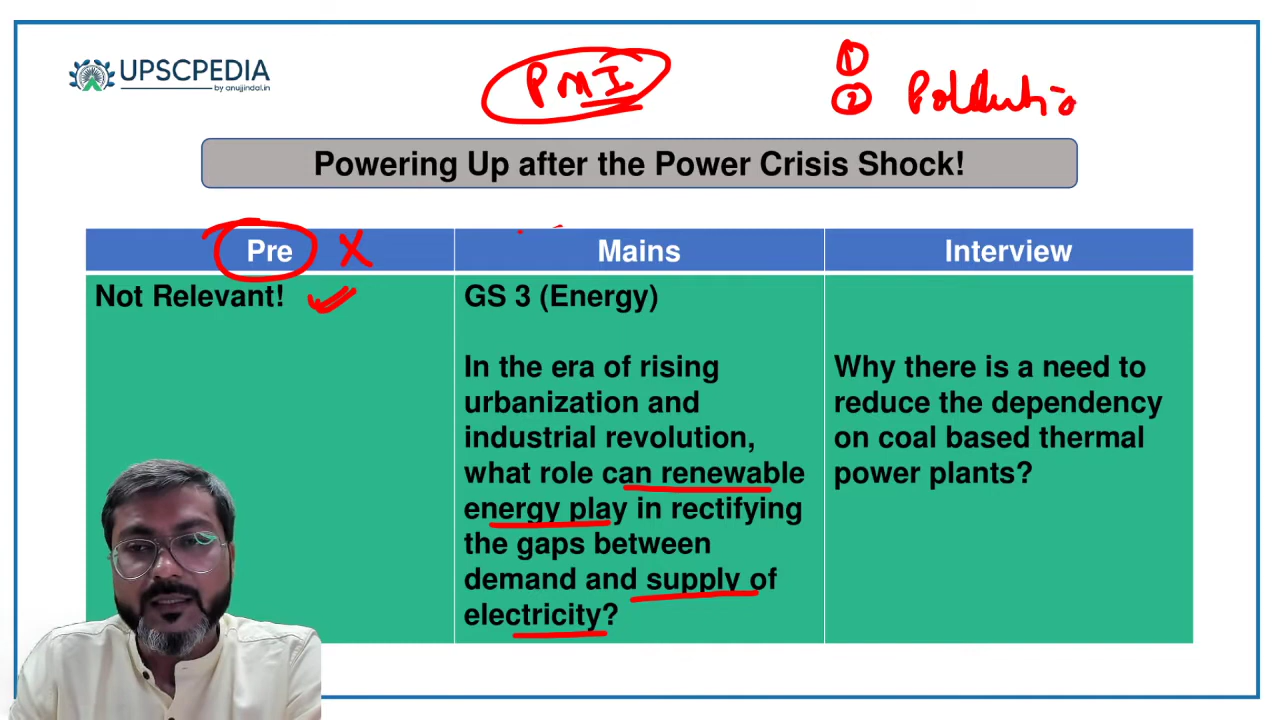 UPSCPEDIA
by anujjindal.in
PMI
①
② Pollutio
Powering Up after the Power Crisis Shock!
Pre X
Mains
Interview
Not Relevant!
GS 3 (Energy)
In the era of rising
urbanization and
industrial revolution,
what role can renewable
energy play in rectifying
the gaps between
demand and supply of
electricity?
Why there is a need to
reduce the dependency
on coal based thermal
power plants?